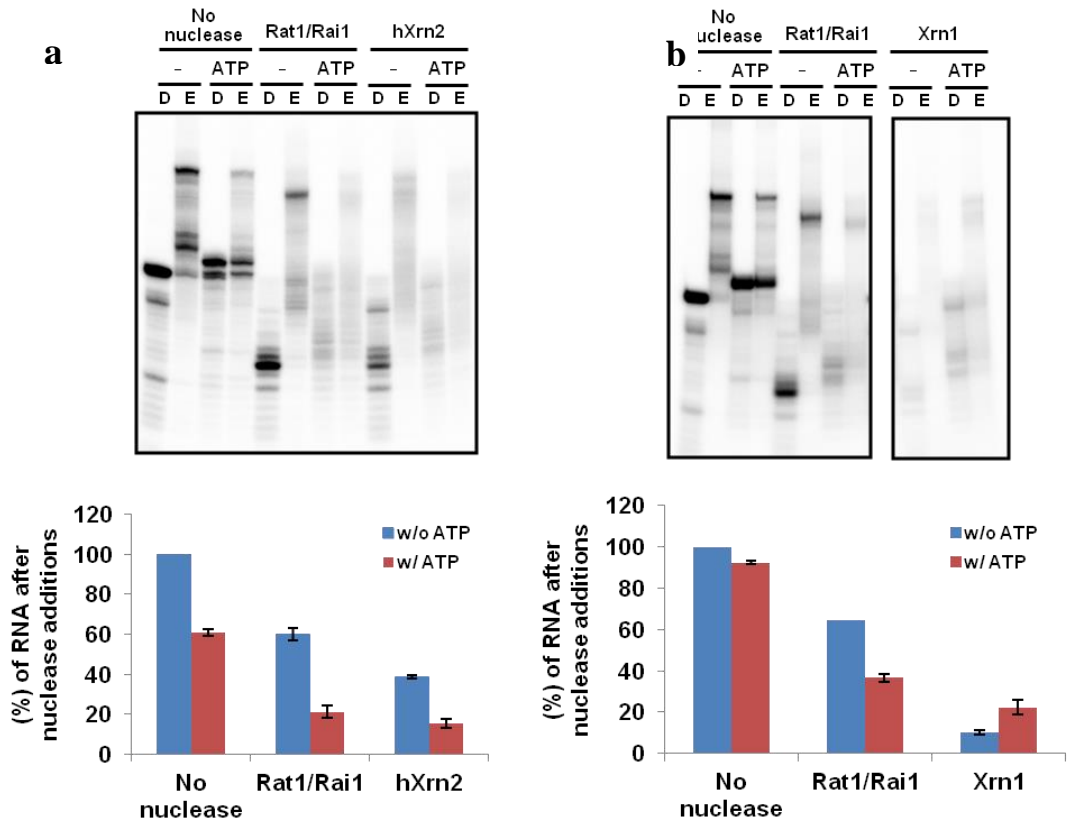 a
No
nuclease Rat1/Rai1 hXrn2
- ATP - ATP - ATP
D E D E D E D E D E D E
(%) of RNA after
nuclease additions
120
100
80
60
40
20
0
w/o ATP
w/ ATP
No
nuclease
Rat1/Rai1
hXrn2
b
No
nuclease Rat1/Rai1 Xrn1
- ATP - ATP - ATP
D E D E D E D E D E D E
(%) of RNA after
nuclease additions
120
100
80
60
40
20
0
w/o ATP
w/ ATP
No
nuclease
Rat1/Rai1
Xrn1